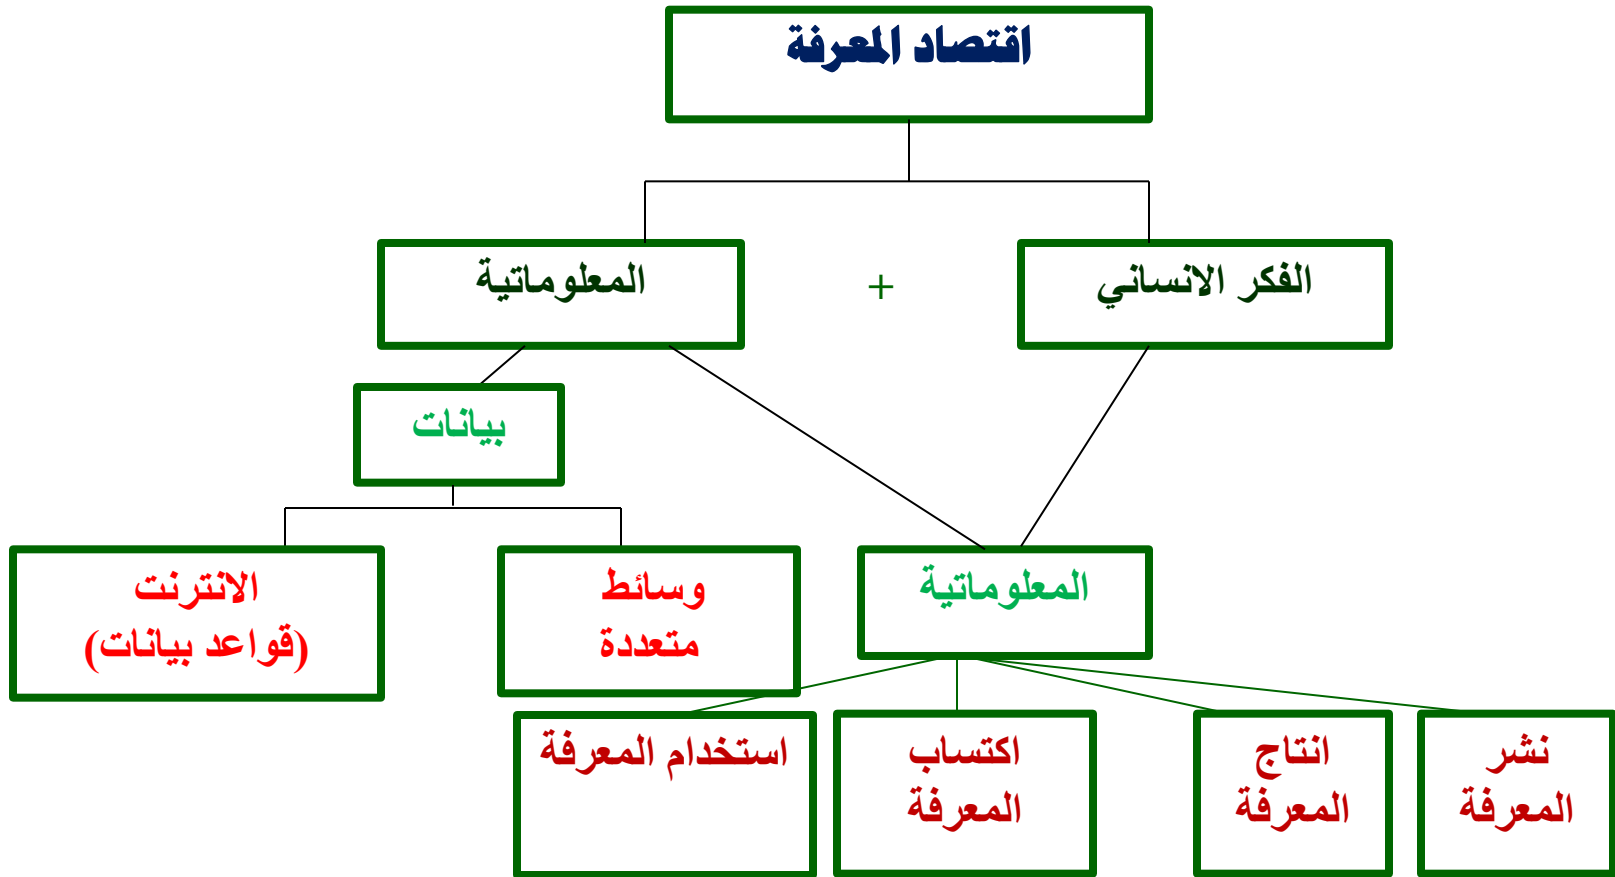 اقتصاد المعرفة
الفكر الانساني
+
المعلوماتية
بيانات
المعلوماتية
وسائط
متعددة
الانترنت
(قواعد بيانات)
نشر
المعرفة
انتاج
المعرفة
اكتساب
المعرفة
استخدام المعرفة